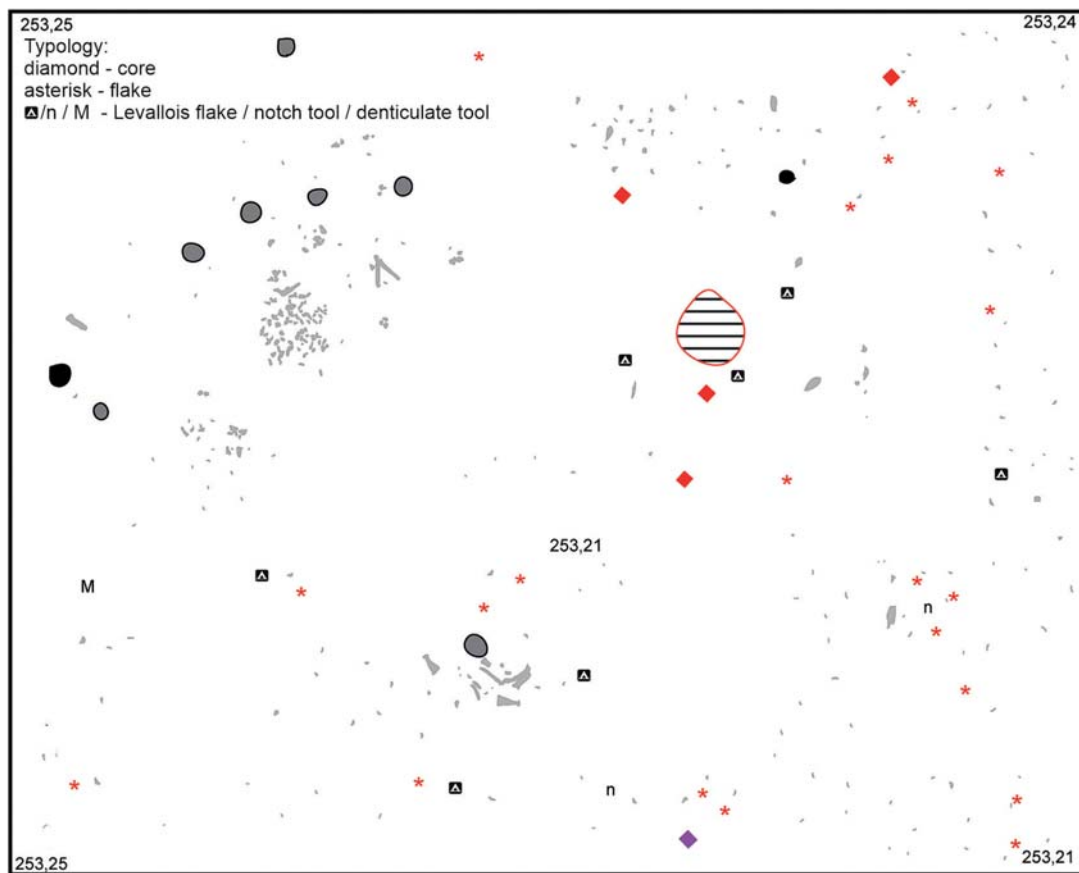 253,25
253,24
Typology:
diamond - core
asterisk - flake
/n / M - Levallois flake / notch tool / denticulate tool
253,21
M
n
n
253,25
253,21